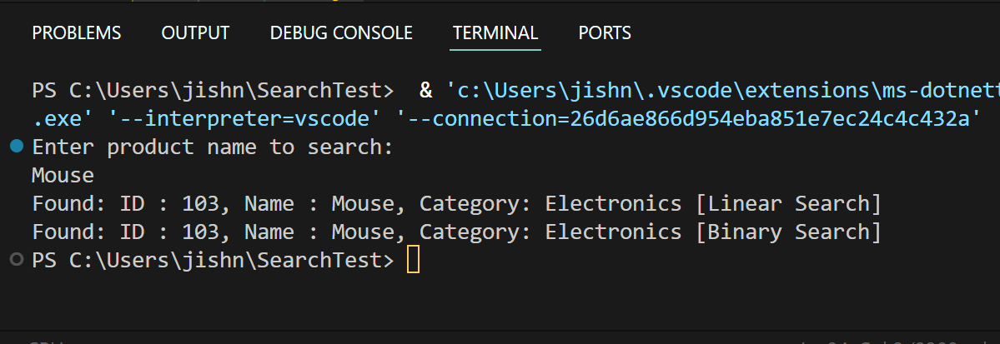 PROBLEMS OUTPUT DEBUG CONSOLE TERMINAL PORTS
PS C:\Users\jishn\SearchTest>  & 'c:\Users\jishn\.vscode\extensions\ms-dotnett
.exe' '--interpreter=vscode' '--connection=26d6ae866d954eba851e7ec24c4c432a'
Enter product name to search:
Mouse
Found: ID : 103, Name : Mouse, Category: Electronics [Linear Search]
Found: ID : 103, Name : Mouse, Category: Electronics [Binary Search]
PS C:\Users\jishn\SearchTest>